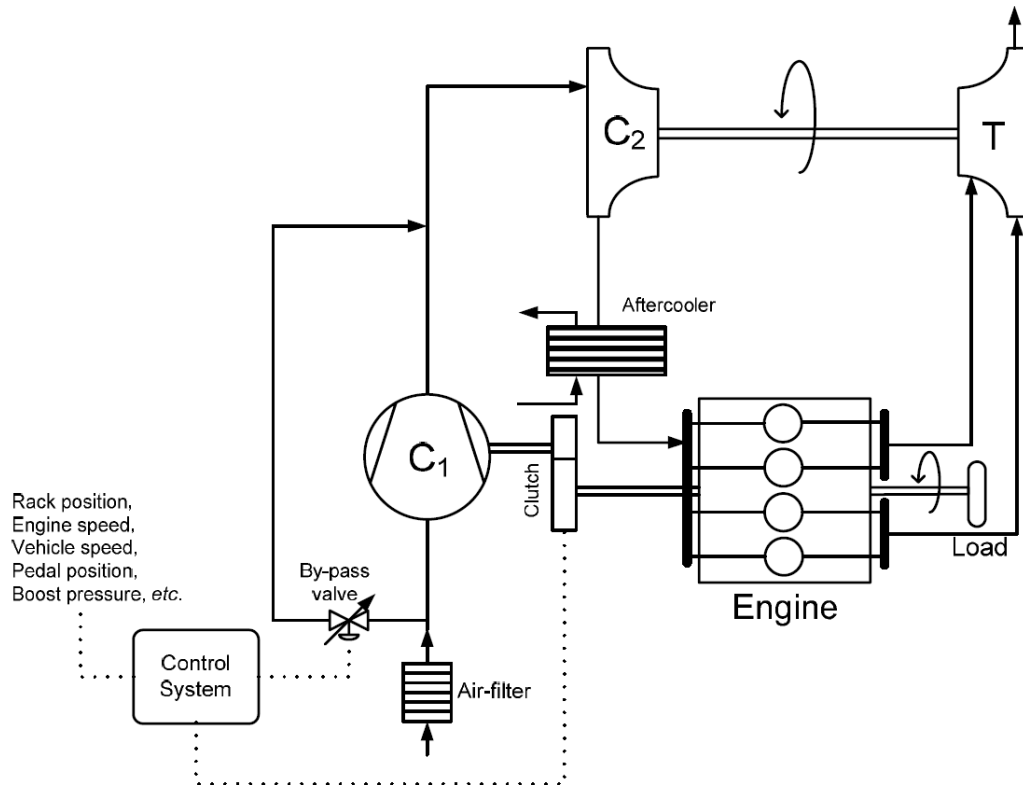 C₂
T
Aftercooler
C₁
Clutch
Rack position,
Engine speed,
Vehicle speed,
Pedal position,
Boost pressure, etc.
By-pass
valve
Load
Engine
Control
System
Air-filter